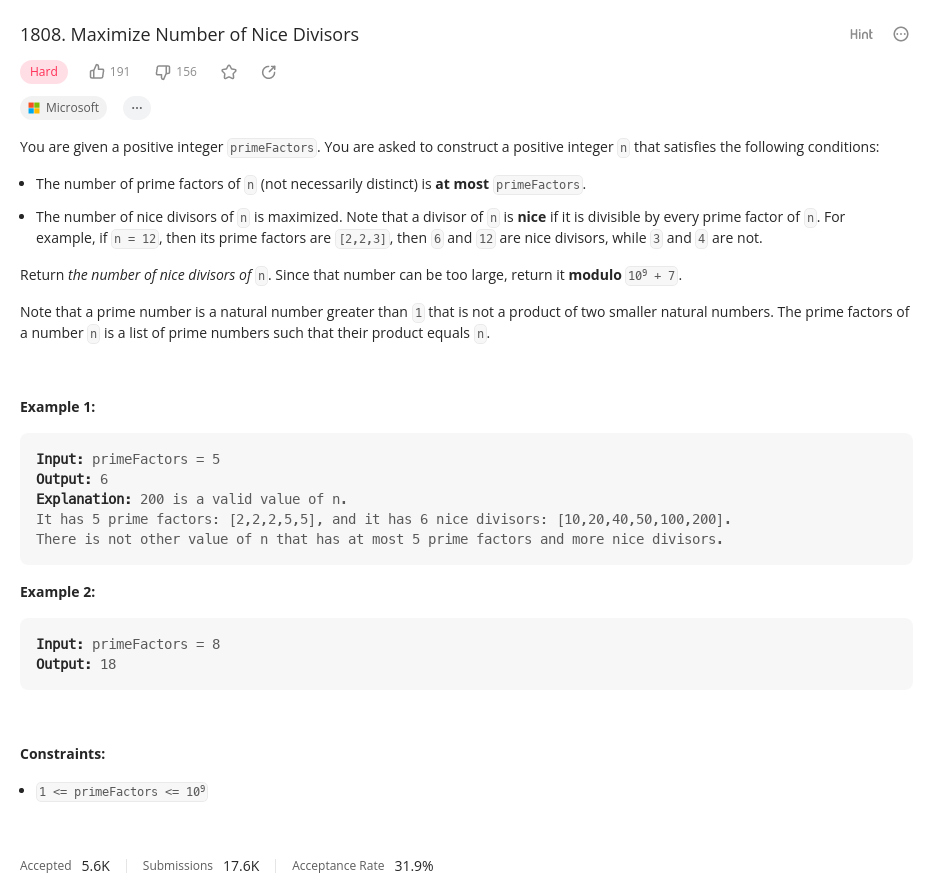 1808. Maximize Number of Nice Divisors
Hint
Hard 191 156
Microsoft ...
You are given a positive integer primeFactors. You are asked to construct a positive integer n that satisfies the following conditions:
• The number of prime factors of n (not necessarily distinct) is at most primeFactors.
• The number of nice divisors of n is maximized. Note that a divisor of n is nice if it is divisible by every prime factor of n. For
example, if n = 12, then its prime factors are [2,2,3], then 6 and 12 are nice divisors, while 3 and 4 are not.
Return the number of nice divisors of n. Since that number can be too large, return it modulo 10⁹ + 7.
Note that a prime number is a natural number greater than 1 that is not a product of two smaller natural numbers. The prime factors of
a number n is a list of prime numbers such that their product equals n.
Example 1:
Input: primeFactors = 5
Output: 6
Explanation: 200 is a valid value of n.
It has 5 prime factors: [2,2,2,5,5], and it has 6 nice divisors: [10,20,40,50,100,200].
There is not other value of n that has at most 5 prime factors and more nice divisors.
Example 2:
Input: primeFactors = 8
Output: 18
Constraints:
• 1 <= primeFactors <= 10⁹
Accepted 5.6K Submissions 17.6K Acceptance Rate 31.9%